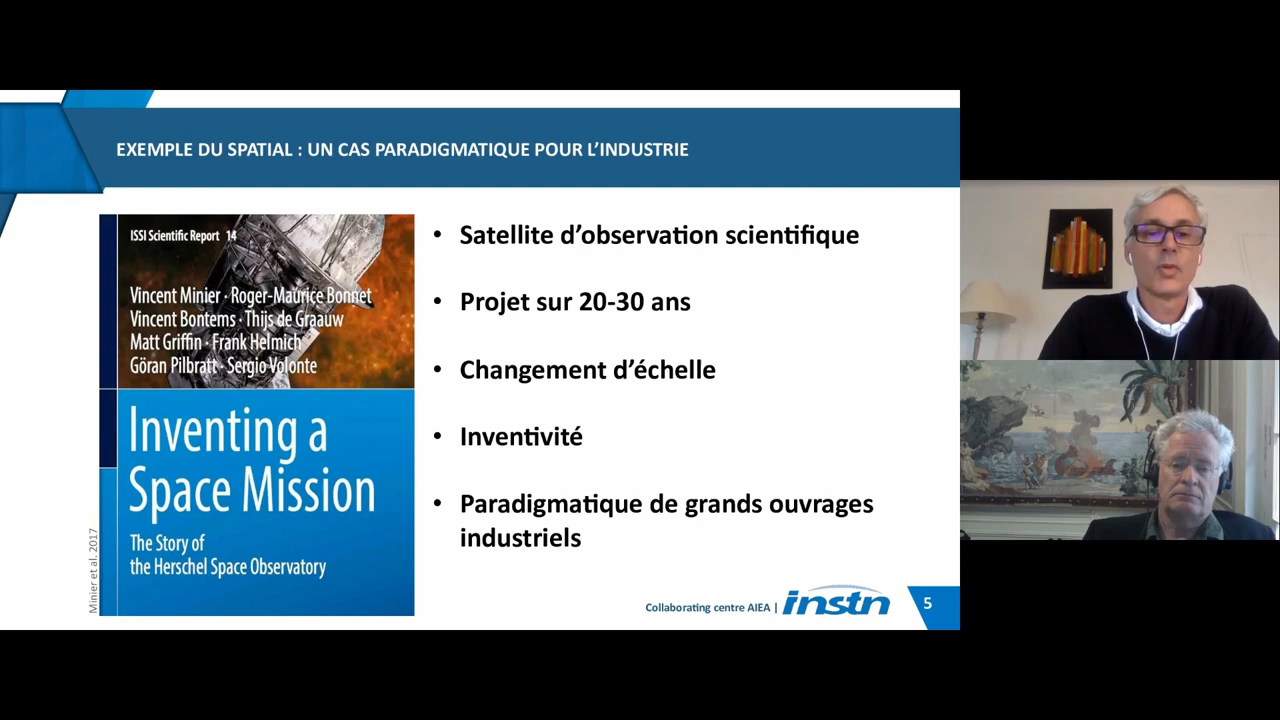 EXEMPLE DU SPATIAL : UN CAS PARADIGMATIQUE POUR L’INDUSTRIE
ISSI Scientific Report 14
Vincent Minier · Roger-Maurice Bonnet
Vincent Bontems · Thijs de Graauw
Matt Griffin · Frank Helmich
Göran Pilbratt · Sergio Volonte
Inventing a
Space Mission
The Story of
the Herschel Space Observatory
Minier et al. 2017
• Satellite d’observation scientifique
• Projet sur 20-30 ans
• Changement d’échelle
• Inventivité
• Paradigmatique de grands ouvrages
industriels
Collaborating centre AIEA | instn
5